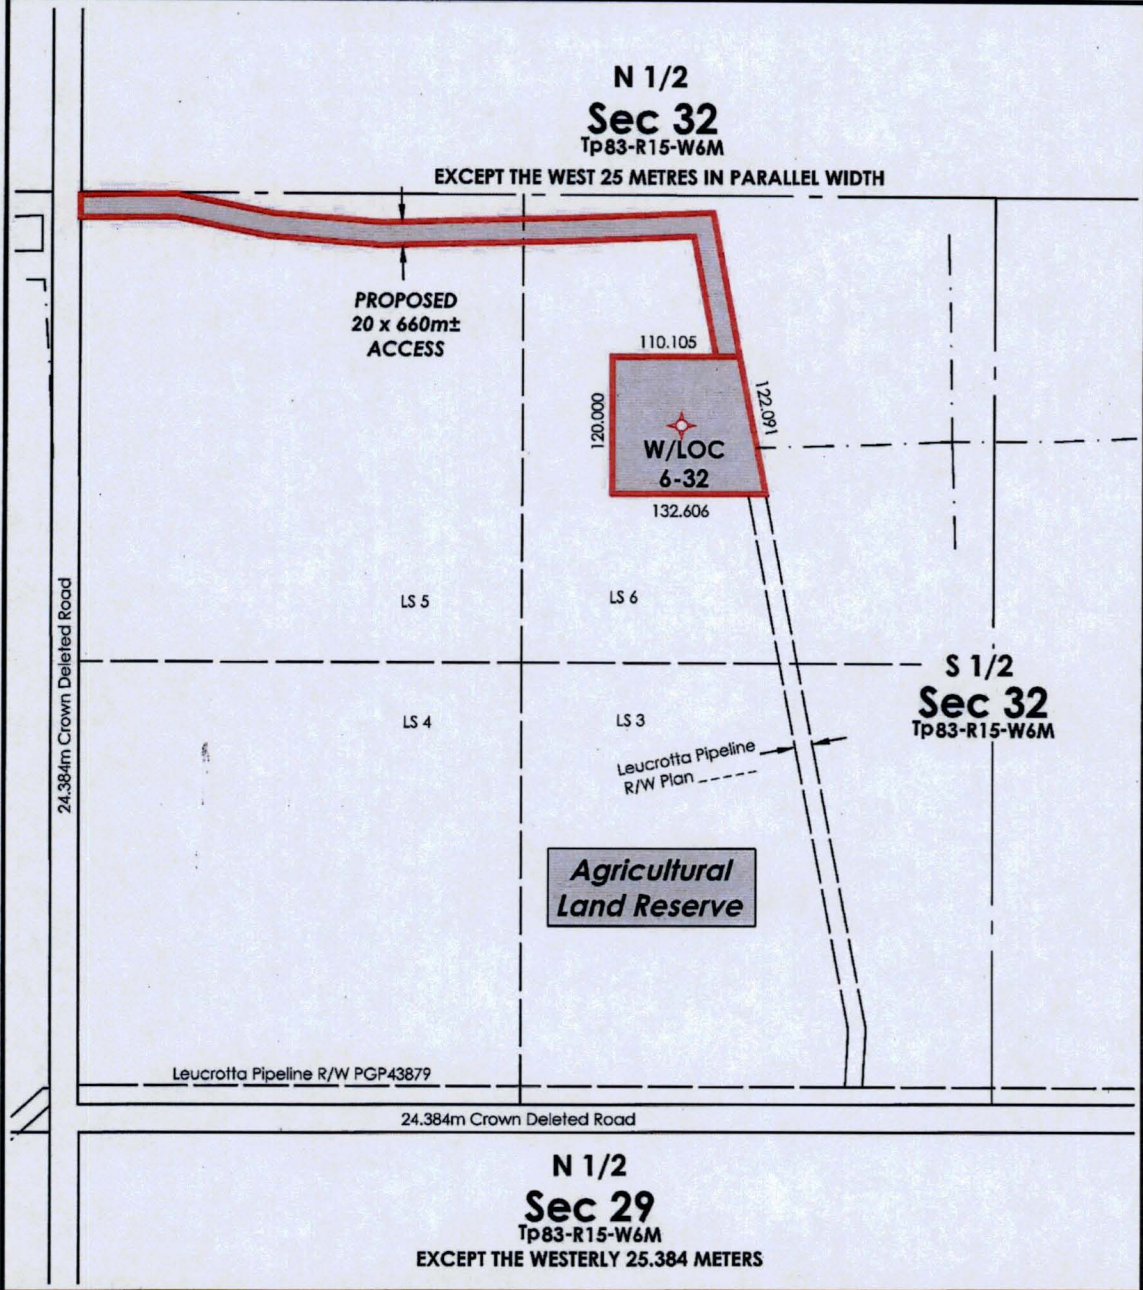 N 1/2
Sec 32
Tp83-R15-W6M
EXCEPT THE WEST 25 METRES IN PARALLEL WIDTH
PROPOSED
20 x 660m±
ACCESS
110.105
120.000
122.091
W/LOC
6-32
132.606
LS 5
LS 6
24.384m Crown Deleted Road
S 1/2
Sec 32
Tp83-R15-W6M
LS 4
LS 3
Leucrotta Pipeline
R/W Plan ------
Agricultural
Land Reserve
Leucrotta Pipeline R/W PGP43879
24.384m Crown Deleted Road
N 1/2
Sec 29
Tp83-R15-W6M
EXCEPT THE WESTERLY 25.384 METERS